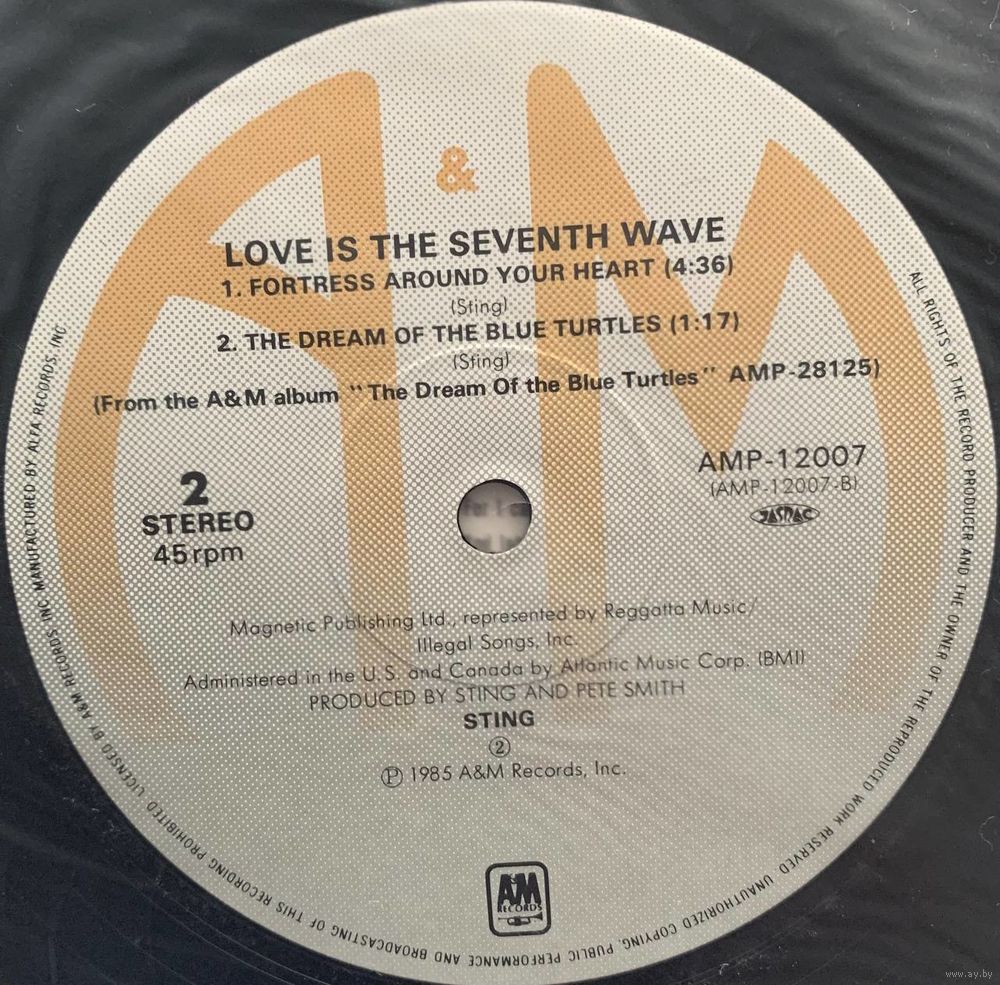 A&M
LOVE IS THE SEVENTH WAVE
1. FORTRESS AROUND YOUR HEART (4:36)
(Sting)
2. THE DREAM OF THE BLUE TURTLES (1:17)
(Sting)
(From the A&M album "The Dream Of the Blue Turtles" AMP-28125)
2
STEREO
45rpm
AMP-12007
(AMP-12007-B)
JASRAC
Magnetic Publishing Ltd., represented by Reggatta Music/
Illegal Songs, Inc.
Administered in the U.S. and Canada by Atlantic Music Corp. (BMI)
PRODUCED BY STING AND PETE SMITH
STING
②
Ⓟ 1985 A&M Records, Inc.
A&M
RECORDS
ALL RIGHTS OF THE RECORD PRODUCER AND THE OWNER OF THE REPRODUCED WORK RESERVED. UNAUTHORIZED COPYING, PUBLIC PERFORMANCE AND BROADCASTING OF THIS RECORDING PROHIBITED LICENSED BY A&M RECORDS INC. MANUFACTURED BY ALFA RECORDS, INC
www.ay.by